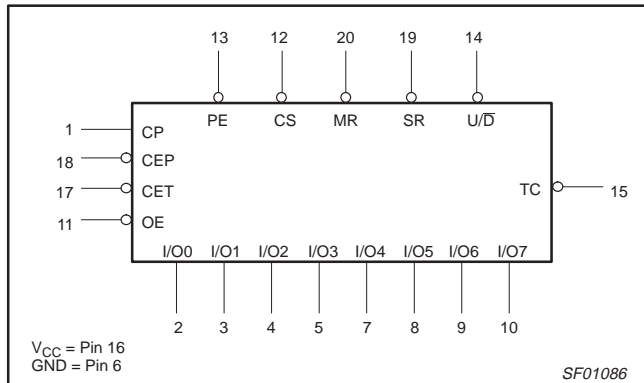 13 12 20 19 14
PE CS MR SR U/D̅
1 CP
18 CEP
17 CET
TC 15
11 OE
I/O0 I/O1 I/O2 I/O3 I/O4 I/O5 I/O6 I/O7
2 3 4 5 7 8 9 10
VCC = Pin 16
GND = Pin 6
SF01086